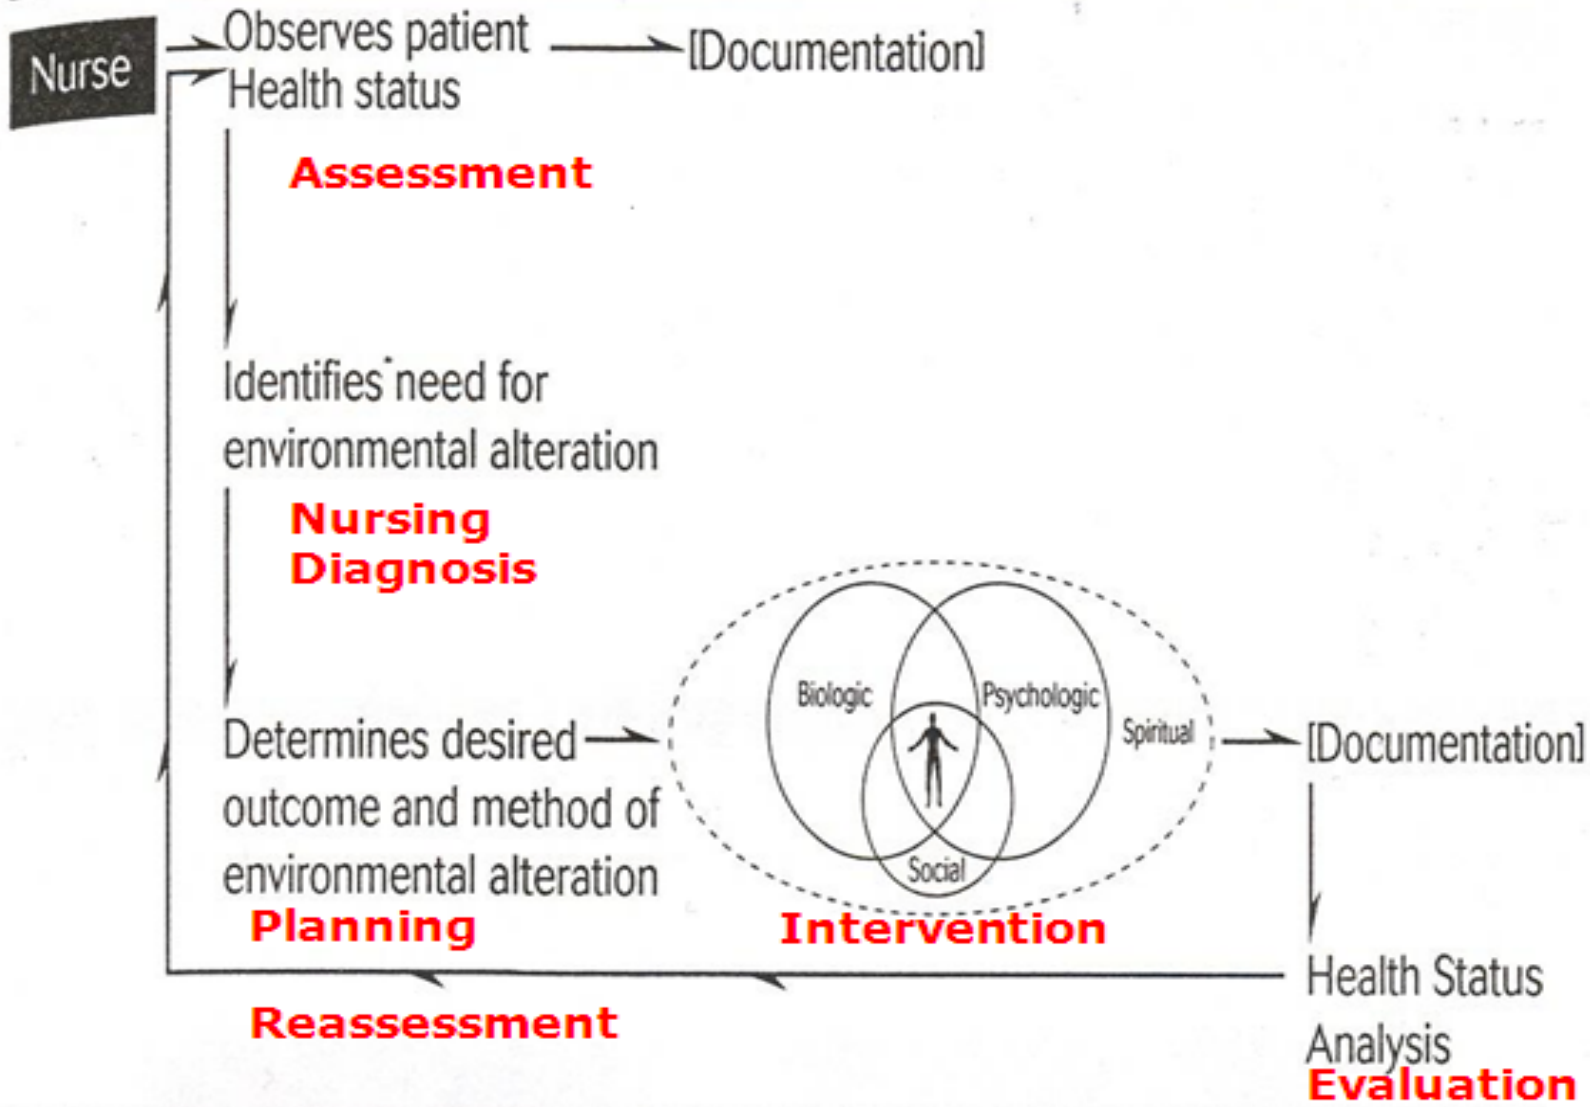 Nurse
Observes patient
Health status
[Documentation]
Assessment
Identifies need for
environmental alteration
Nursing
Diagnosis
Determines desired
outcome and method of
environmental alteration
Planning
Biologic
Psychologic
Spiritual
Social
Intervention
[Documentation]
Health Status
Analysis
Evaluation
Reassessment